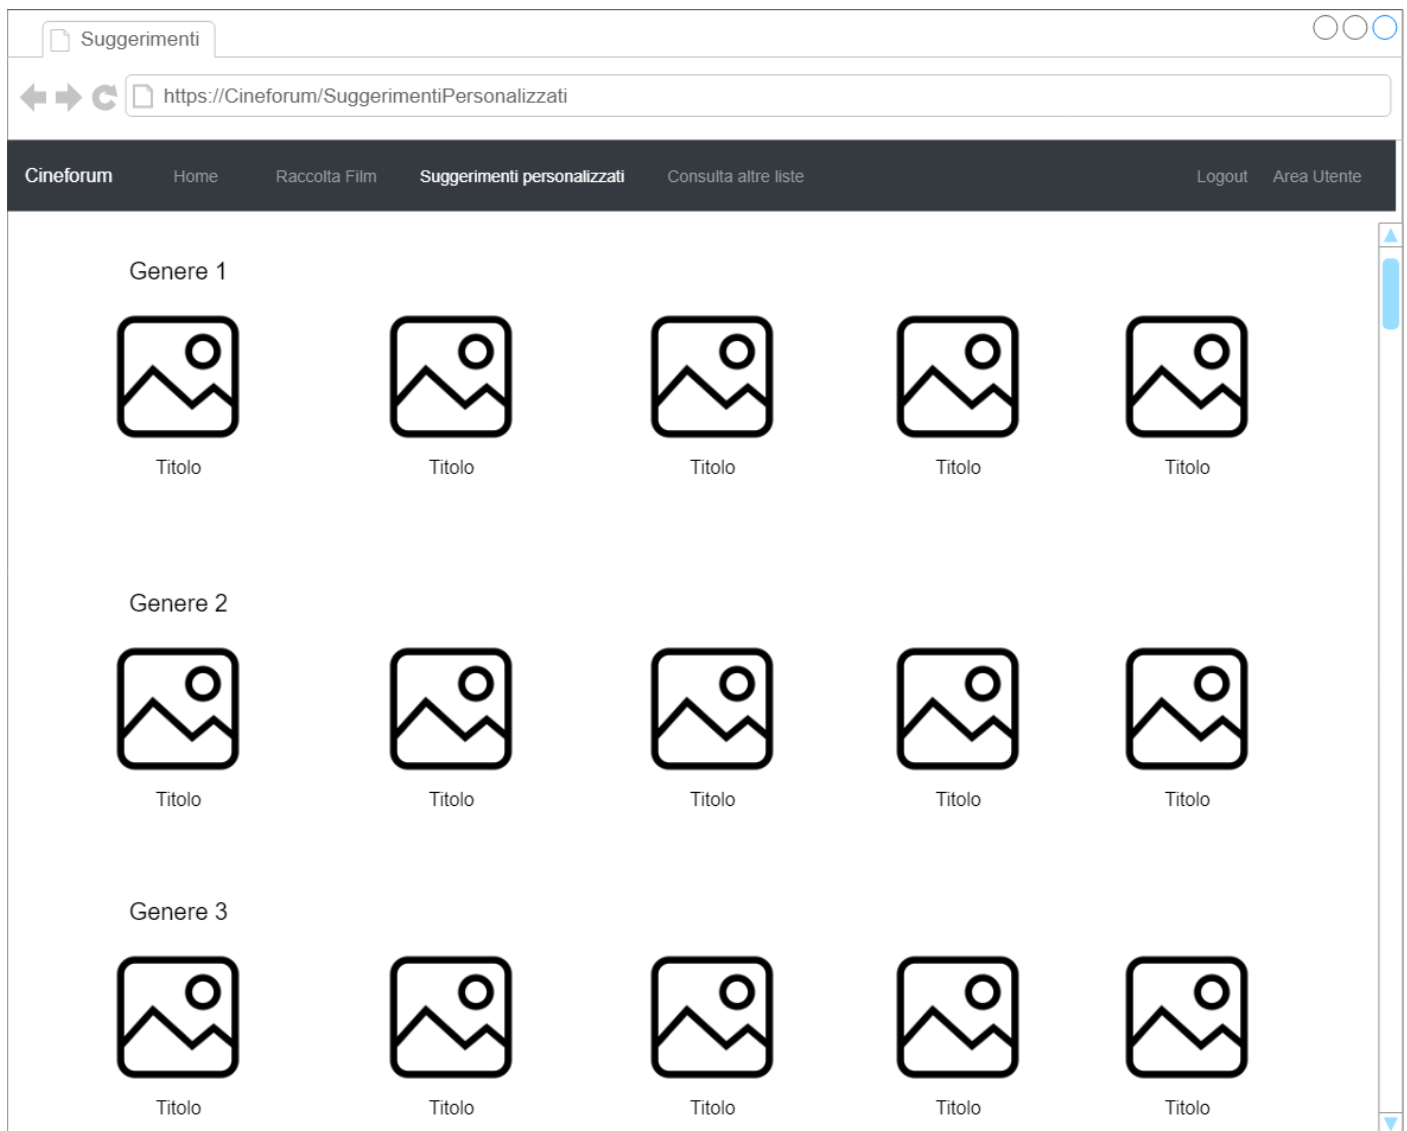 Suggerimenti
https://Cineforum/SuggerimentiPersonalizzati
Cineforum Home Raccolta Film Suggerimenti personalizzati Consulta altre liste Logout Area Utente
Genere 1
Titolo Titolo Titolo Titolo Titolo
Genere 2
Titolo Titolo Titolo Titolo Titolo
Genere 3
Titolo Titolo Titolo Titolo Titolo